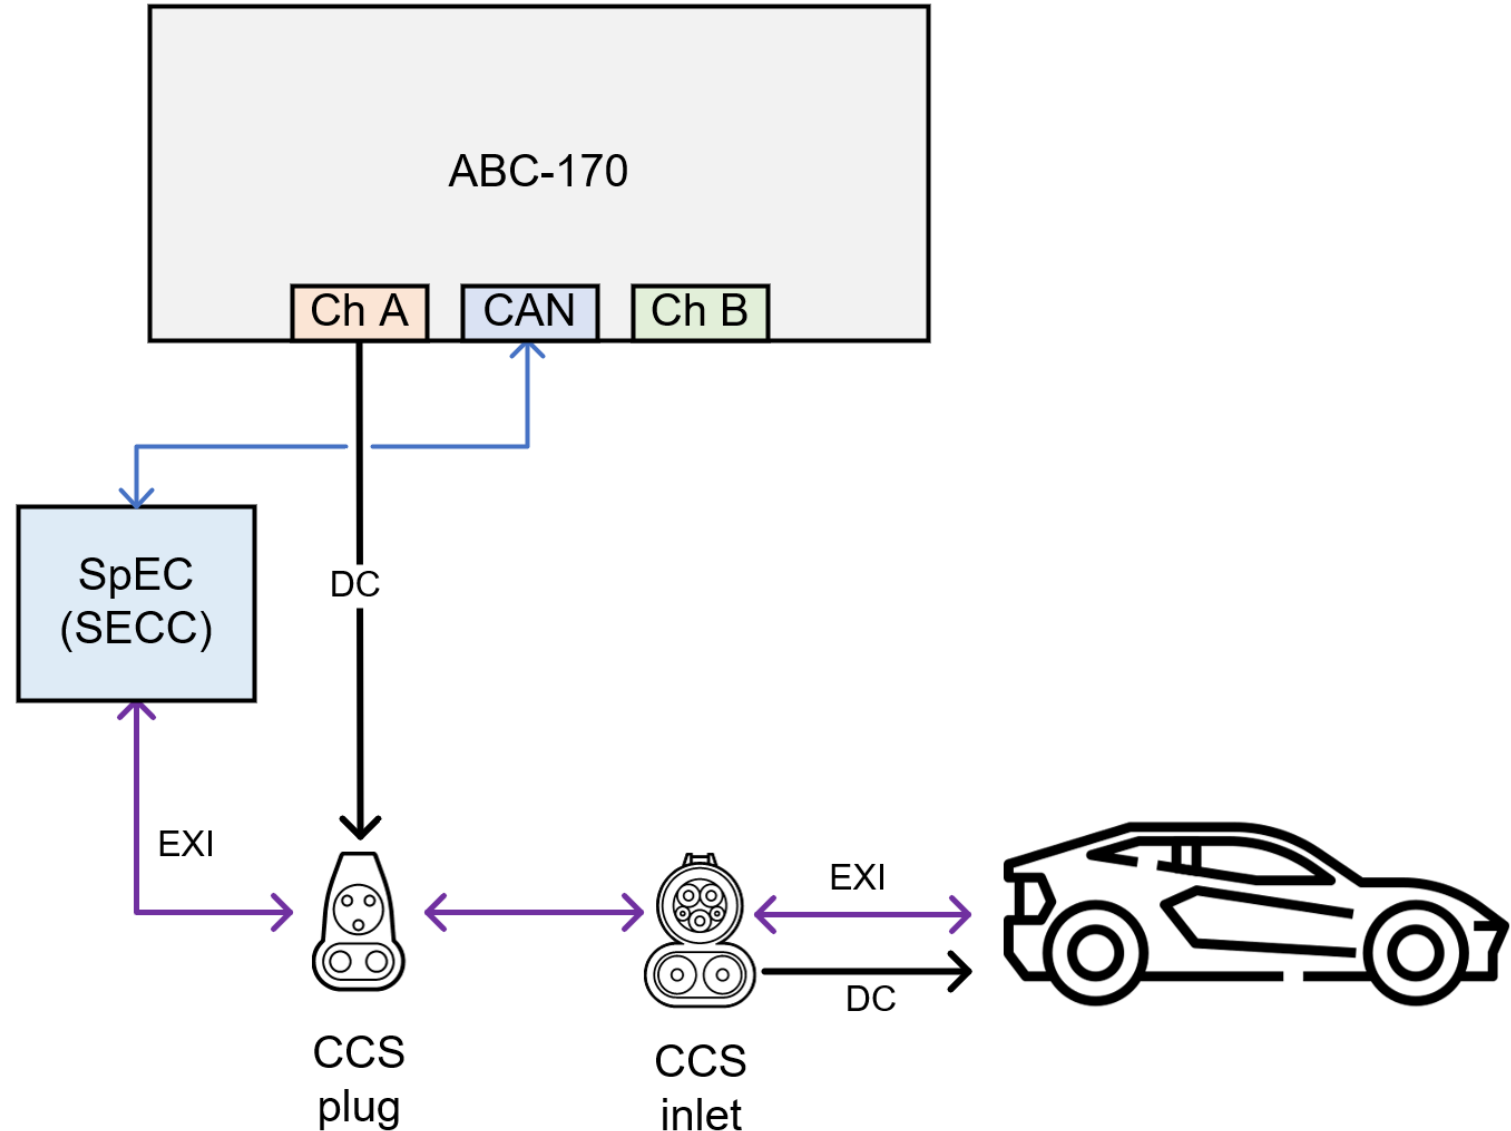 ABC-170
Ch A
CAN
Ch B
SpEC
(SECC)
DC
EXI
EXI
DC
CCS
plug
CCS
inlet